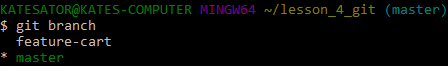 KATESATOR@KATES-COMPUTER MINGW64 ~/lesson_4_git (master)
$ git branch
  feature-cart
* master